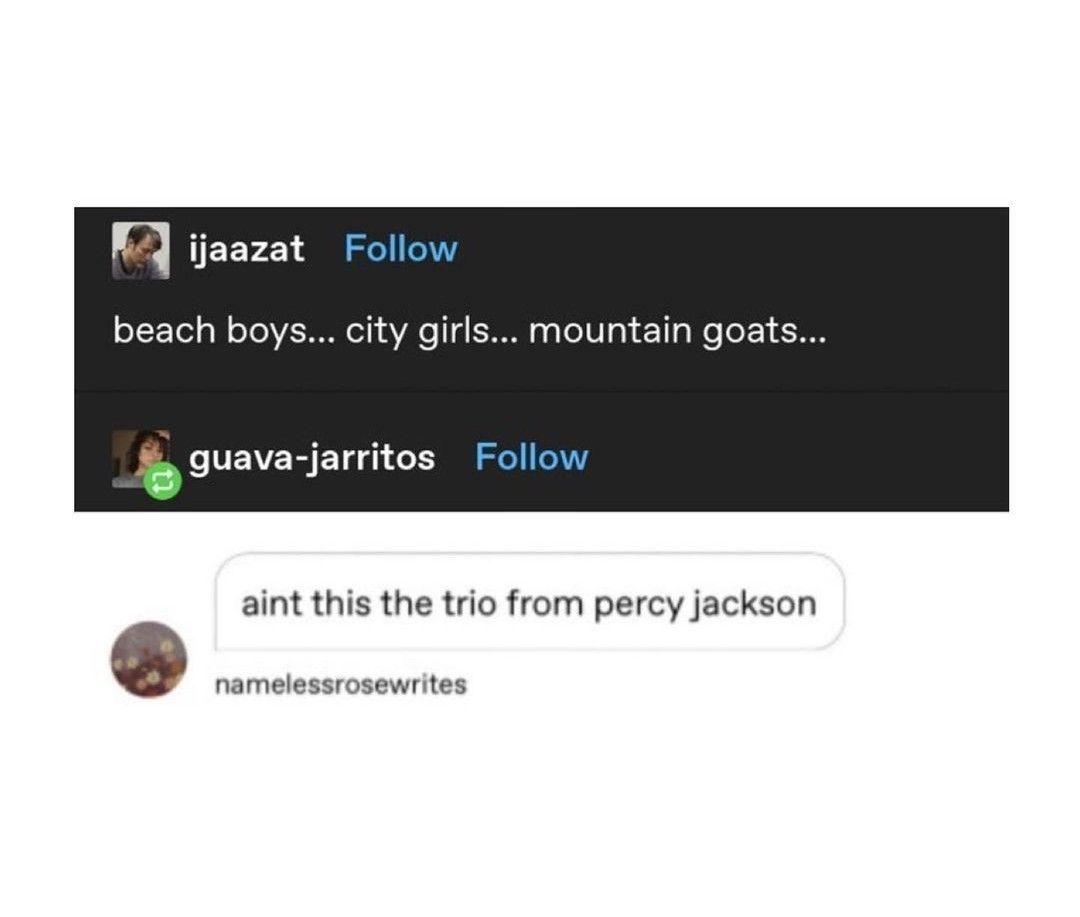 ijaazat Follow
beach boys... city girls... mountain goats...
guava-jarritos Follow
aint this the trio from percy jackson
namelessrosewrites